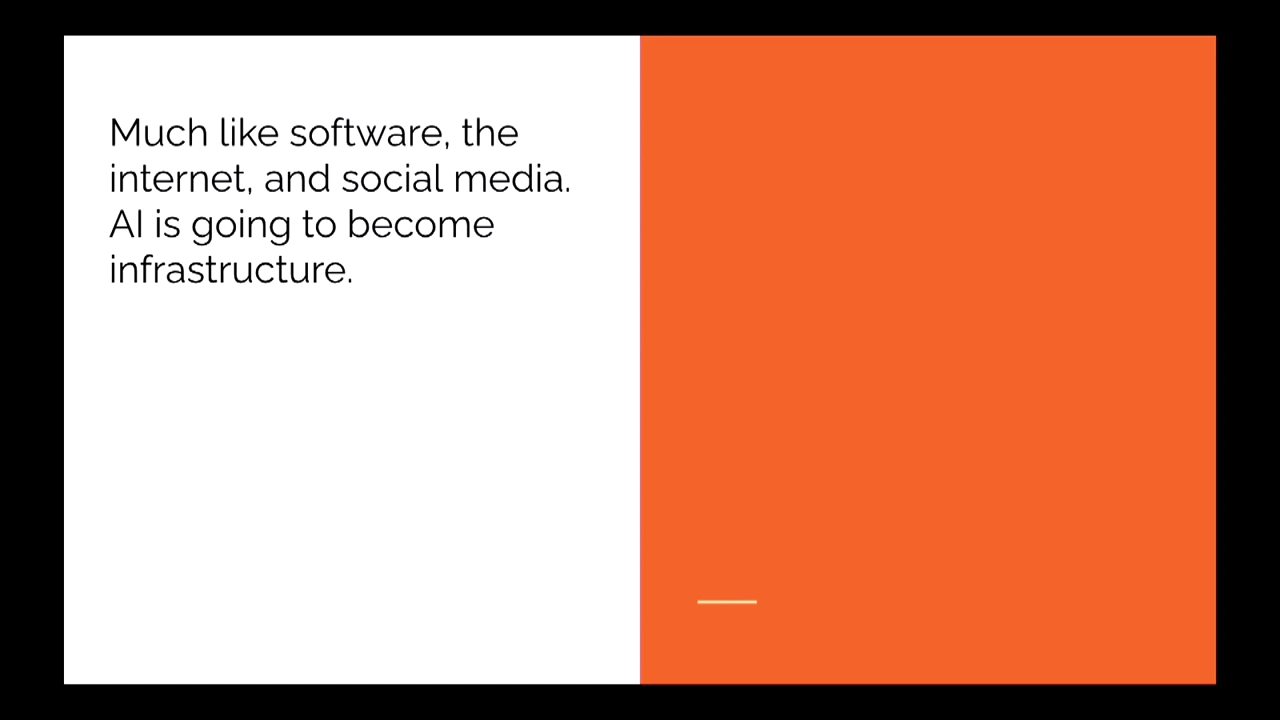 Much like software, the
internet, and social media.
AI is going to become
infrastructure.